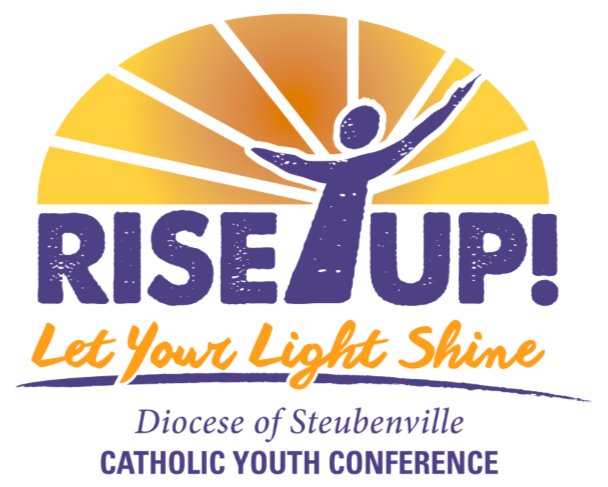 RISE UP!
Let Your Light Shine
Diocese of Steubenville
CATHOLIC YOUTH CONFERENCE